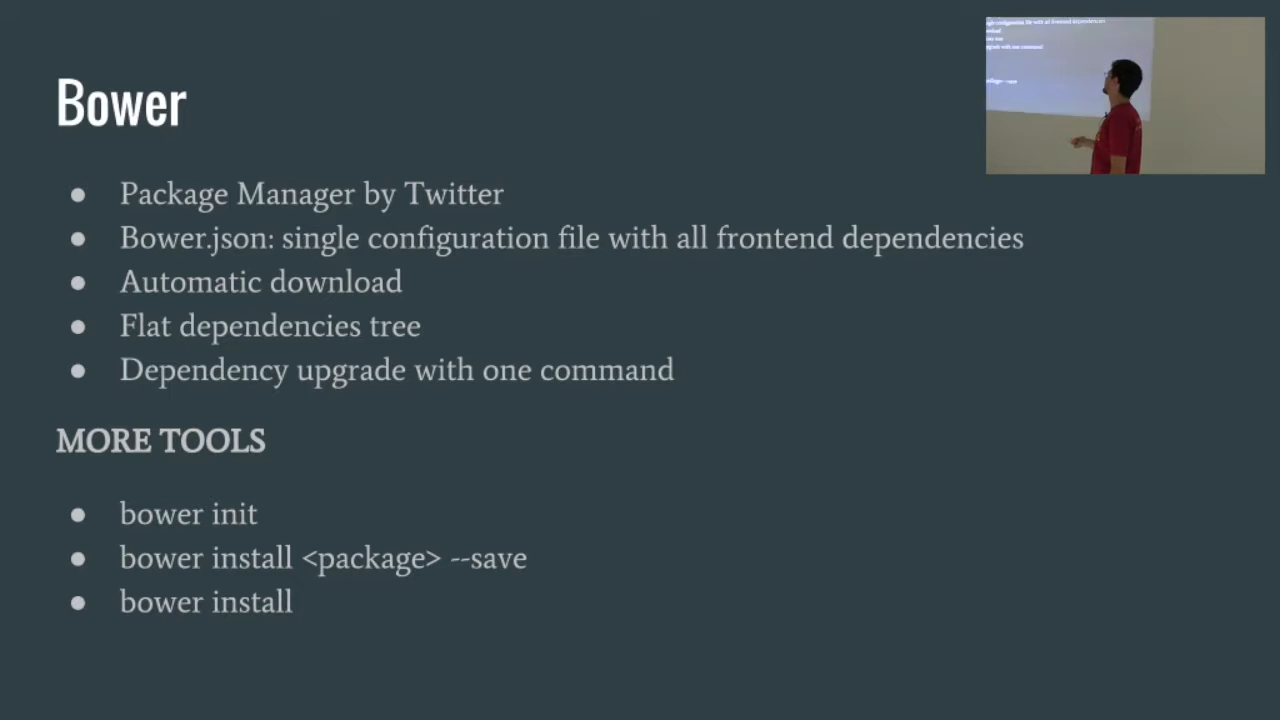 Bower
● Package Manager by Twitter
● Bower.json: single configuration file with all frontend dependencies
● Automatic download
● Flat dependencies tree
● Dependency upgrade with one command
MORE TOOLS
● bower init
● bower install <package> --save
● bower install